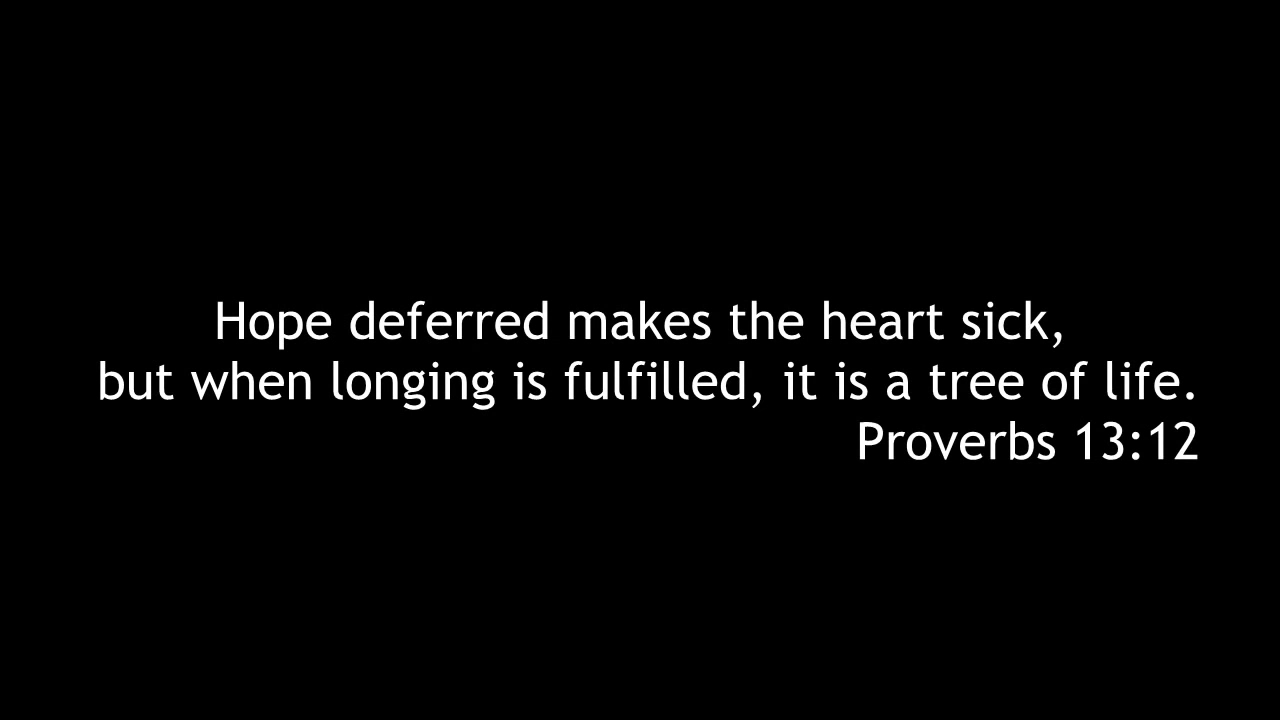 Hope deferred makes the heart sick,
but when longing is fulfilled, it is a tree of life.
Proverbs 13:12